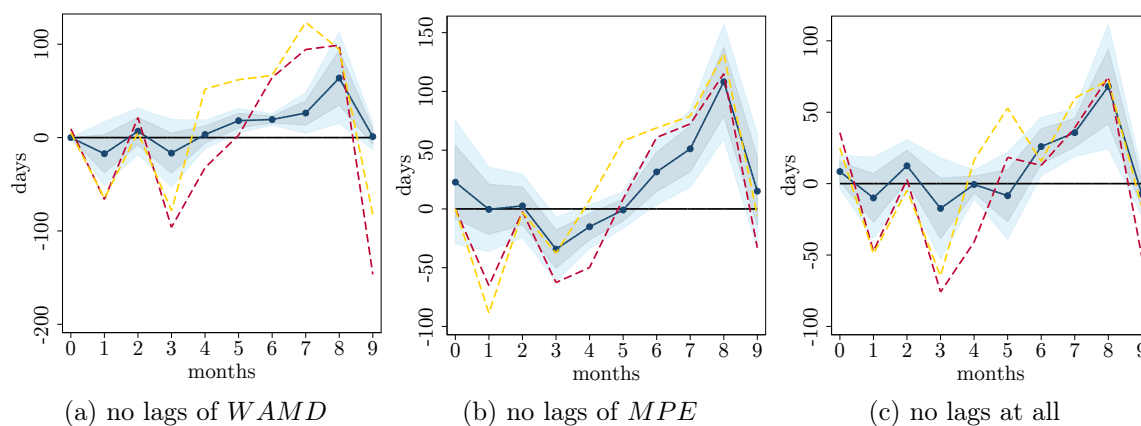 100
0
-100
-200
days
0 1 2 3 4 5 6 7 8 9
months
(a) no lags of WAMD
150
100
50
0
-50
-100
days
0 1 2 3 4 5 6 7 8 9
months
(b) no lags of MPE
100
50
0
-50
-100
days
0 1 2 3 4 5 6 7 8 9
months
(c) no lags at all